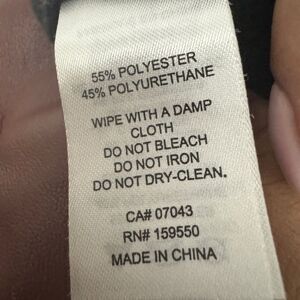 55% POLYESTER
45% POLYURETHANE
WIPE WITH A DAMP
CLOTH
DO NOT BLEACH
DO NOT IRON
DO NOT DRY-CLEAN.
CA# 07043
RN# 159550
MADE IN CHINA